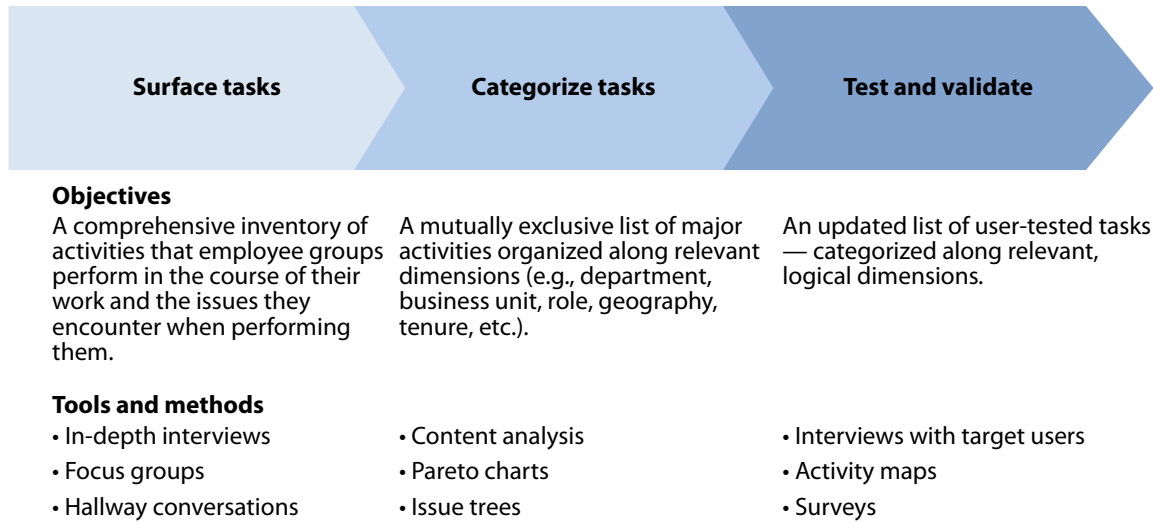 Surface tasks
Categorize tasks
Test and validate
Objectives
A comprehensive inventory of
activities that employee groups
perform in the course of their
work and the issues they
encounter when performing
them.
A mutually exclusive list of major
activities organized along relevant
dimensions (e.g., department,
business unit, role, geography,
tenure, etc.).
An updated list of user-tested tasks
— categorized along relevant,
logical dimensions.
Tools and methods
• In-depth interviews
• Focus groups
• Hallway conversations
• Content analysis
• Pareto charts
• Issue trees
• Interviews with target users
• Activity maps
• Surveys